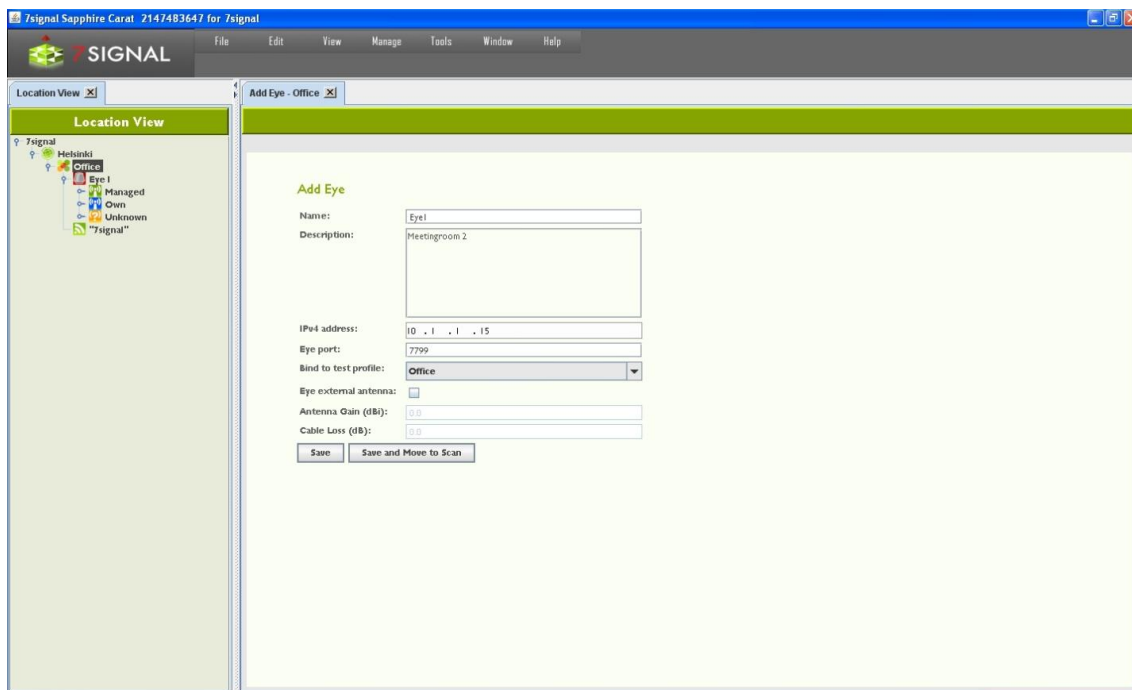 7signal Sapphire Carat 2147483647 for 7signal
7SIGNAL
File Edit View Manage Tools Window Help
Location View
Add Eye - Office
Location View
7signal
Helsinki
Office
Eye 1
Managed
Own
Unknown
"7signal"
Add Eye
Name: Eye1
Description: Meetingroom 2
IPv4 address: 10 . 1 . 1 . 15
Eye port: 7799
Bind to test profile: Office
Eye external antenna:
Antenna Gain (dBi): 0.0
Cable Loss (dB): 0.0
Save Save and Move to Scan